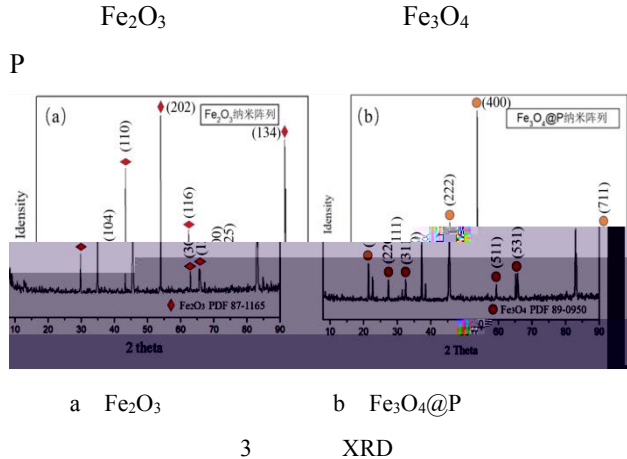 Fe₂O₃ Fe₃O₄
P
(a) Fe₂O₃纳米阵列
(202)
(134)
(110)
(116)
(104)
Idensity
Fe₂O₃ PDF 87-1165
10 20 30 40 50 60 70 80 90
2 theta
(b) Fe₃O₄@P纳米阵列
(400)
(222)
(711)
(511)
(531)
Idensity
Fe₃O₄ PDF 89-0950
10 20 30 40 50 60 70 80 90
2 Theta
a Fe₂O₃ b Fe₃O₄@P
3 XRD